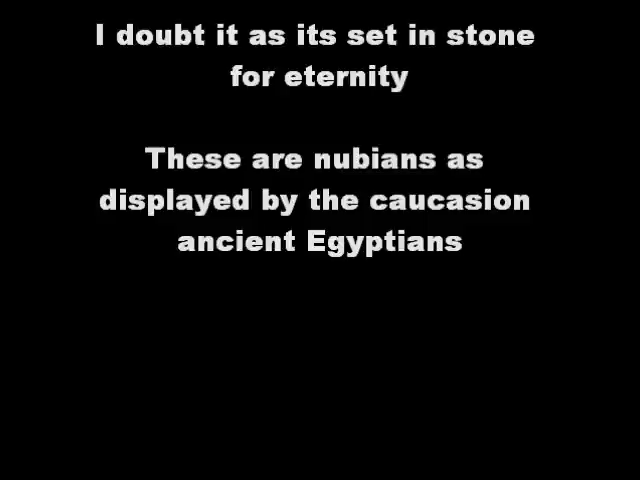 I doubt it as its set in stone
for eternity
These are nubians as
displayed by the caucasion
ancient Egyptians